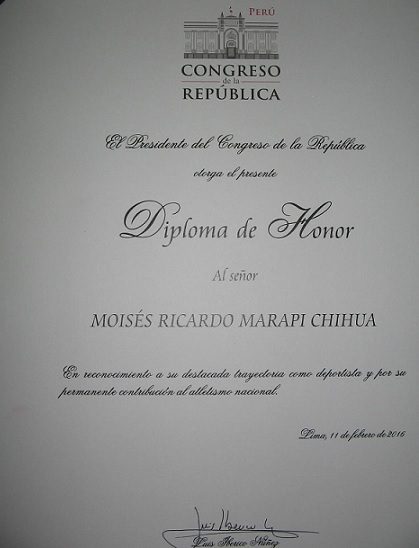 PERÚ
CONGRESO
de la
REPÚBLICA
El Presidente del Congreso de la República
otorga el presente
Diploma de Honor
Al señor
MOISÉS RICARDO MARAPI CHIHUA
En reconocimiento a su destacada trayectoria como deportista y por su
permanente contribución al atletismo nacional.
Lima, 11 de febrero de 2016
Luis Iberico Núñez